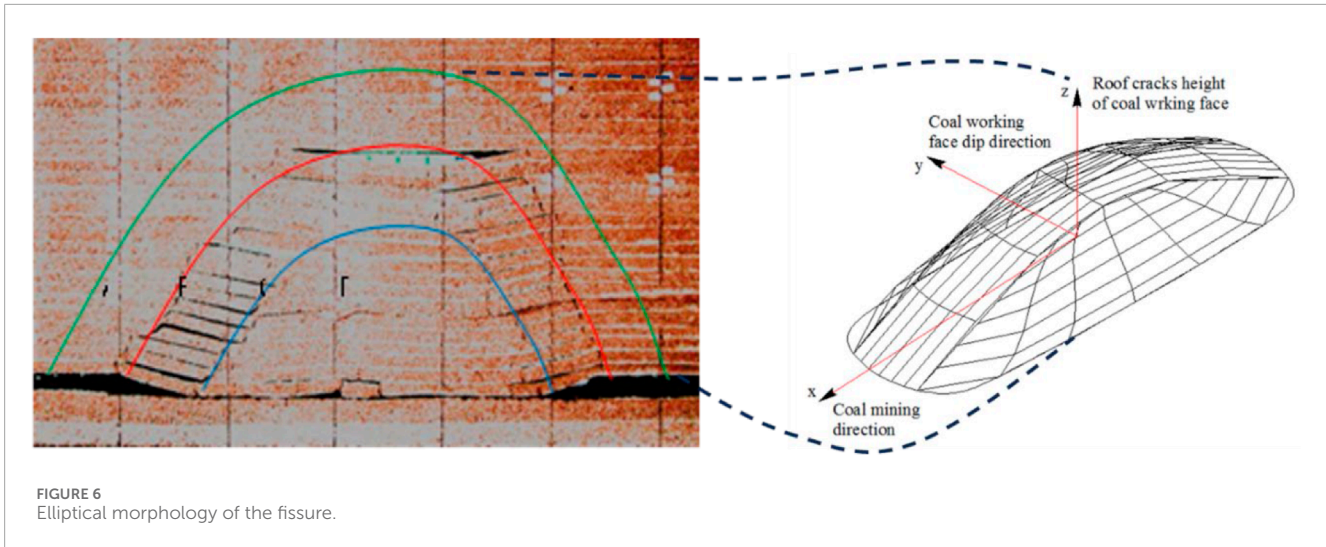 z
Roof cracks height
of coal wrking face
Coal working
face dip direction
y
x
Coal mining
direction
FIGURE 6
Elliptical morphology of the fissure.